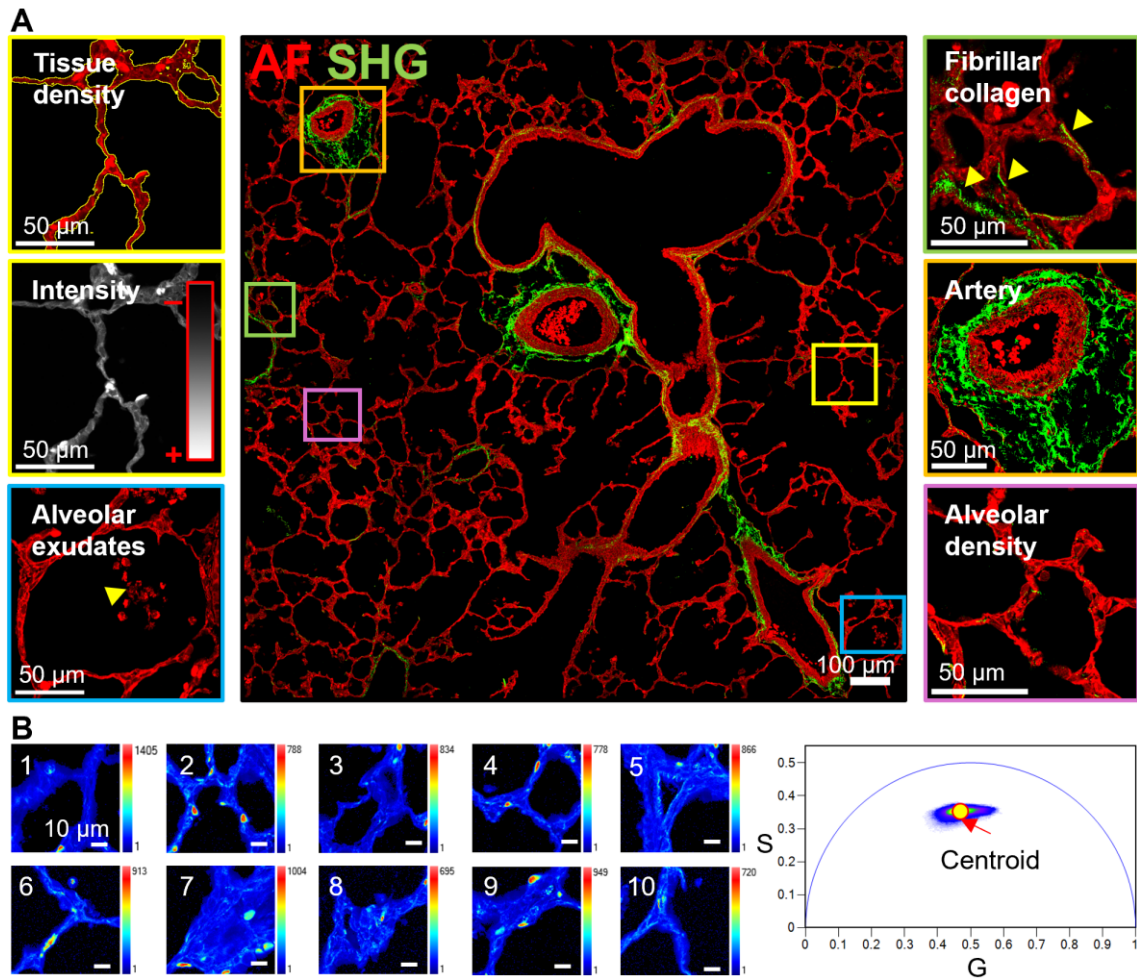 A
Tissue
density
50 µm
Intensity
−
+
50 µm
Alveolar
exudates
50 µm
AF SHG
100 µm
Fibrillar
collagen
50 µm
Artery
50 µm
Alveolar
density
50 µm
B
1
10 µm
1405
1
2
788
1
3
834
1
4
778
1
5
866
1
6
913
1
7
1004
1
8
695
1
9
949
1
10
720
1
S
0.5
0.4
0.3
0.2
0.1
0
Centroid
0 0.1 0.2 0.3 0.4 0.5 0.6 0.7 0.8 0.9 1
G